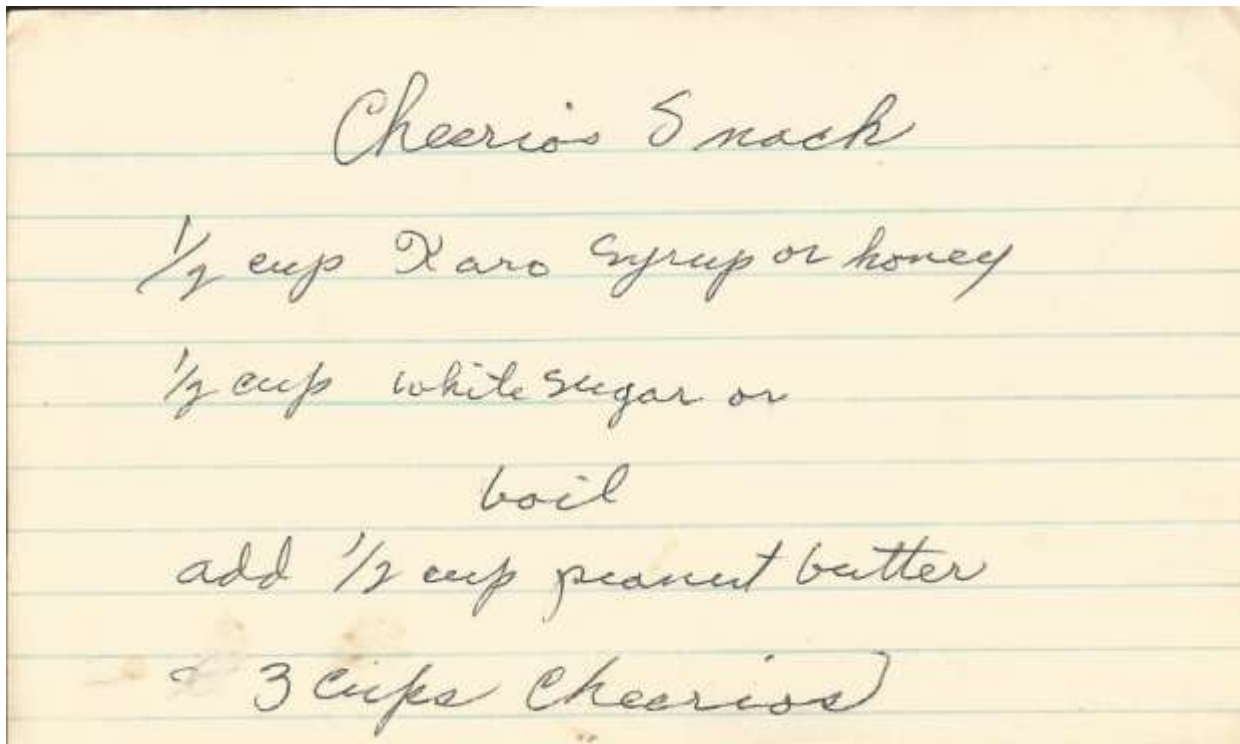 Cheerio's Snack
1/2 cup Karo syrup or honey
1/2 cup white sugar or
boil
add 1/2 cup peanut butter
& 3 cups Cheerios